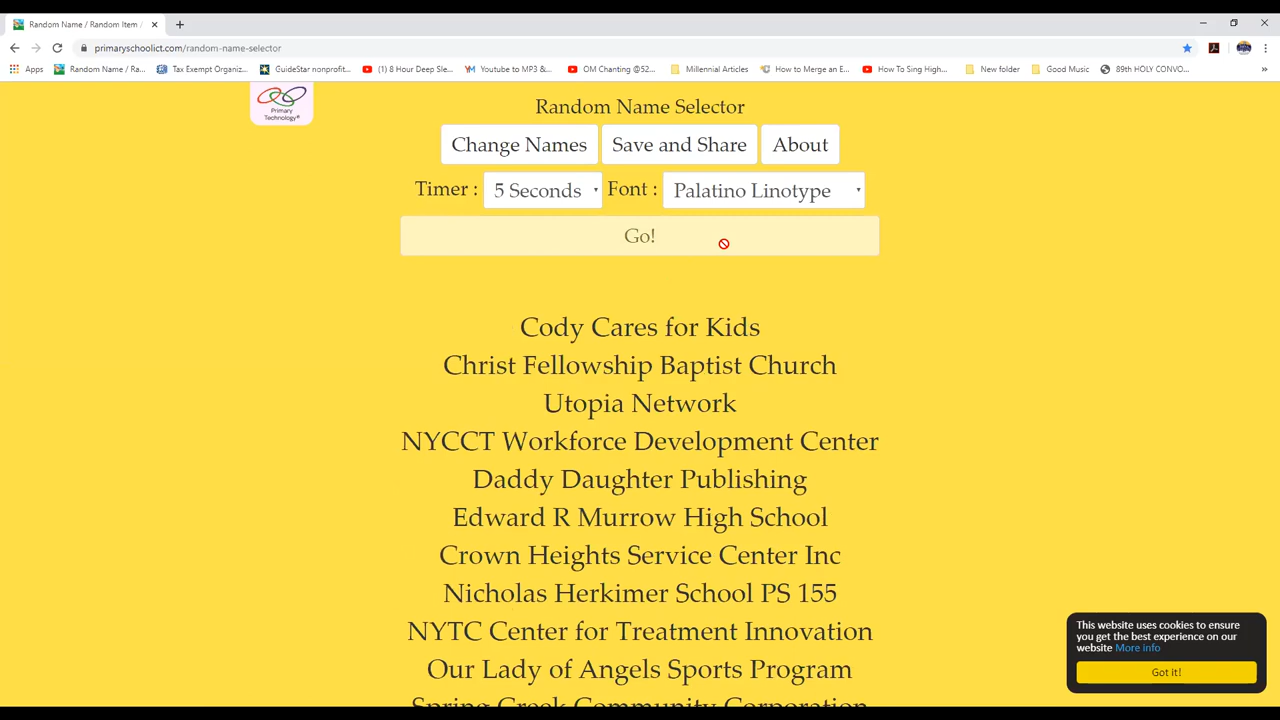 Random Name / Random Item /
primaryschoolict.com/random-name-selector
Apps
Random Name / Ra...
Tax Exempt Organiz...
GuideStar nonprofit...
(1) 8 Hour Deep Sle...
Youtube to MP3 &...
OM Chanting @52...
Millennial Articles
How to Merge an E...
How To Sing High...
New folder
Good Music
89th HOLY CONVO...
Primary
Technology®
Random Name Selector
Change Names
Save and Share
About
Timer :
5 Seconds
Font :
Palatino Linotype
Go!
Cody Cares for Kids
Christ Fellowship Baptist Church
Utopia Network
NYCCT Workforce Development Center
Daddy Daughter Publishing
Edward R Murrow High School
Crown Heights Service Center Inc
Nicholas Herkimer School PS 155
NYTC Center for Treatment Innovation
Our Lady of Angels Sports Program
Spring Creek Community Corporation
This website uses cookies to ensure
you get the best experience on our
website More info
Got it!